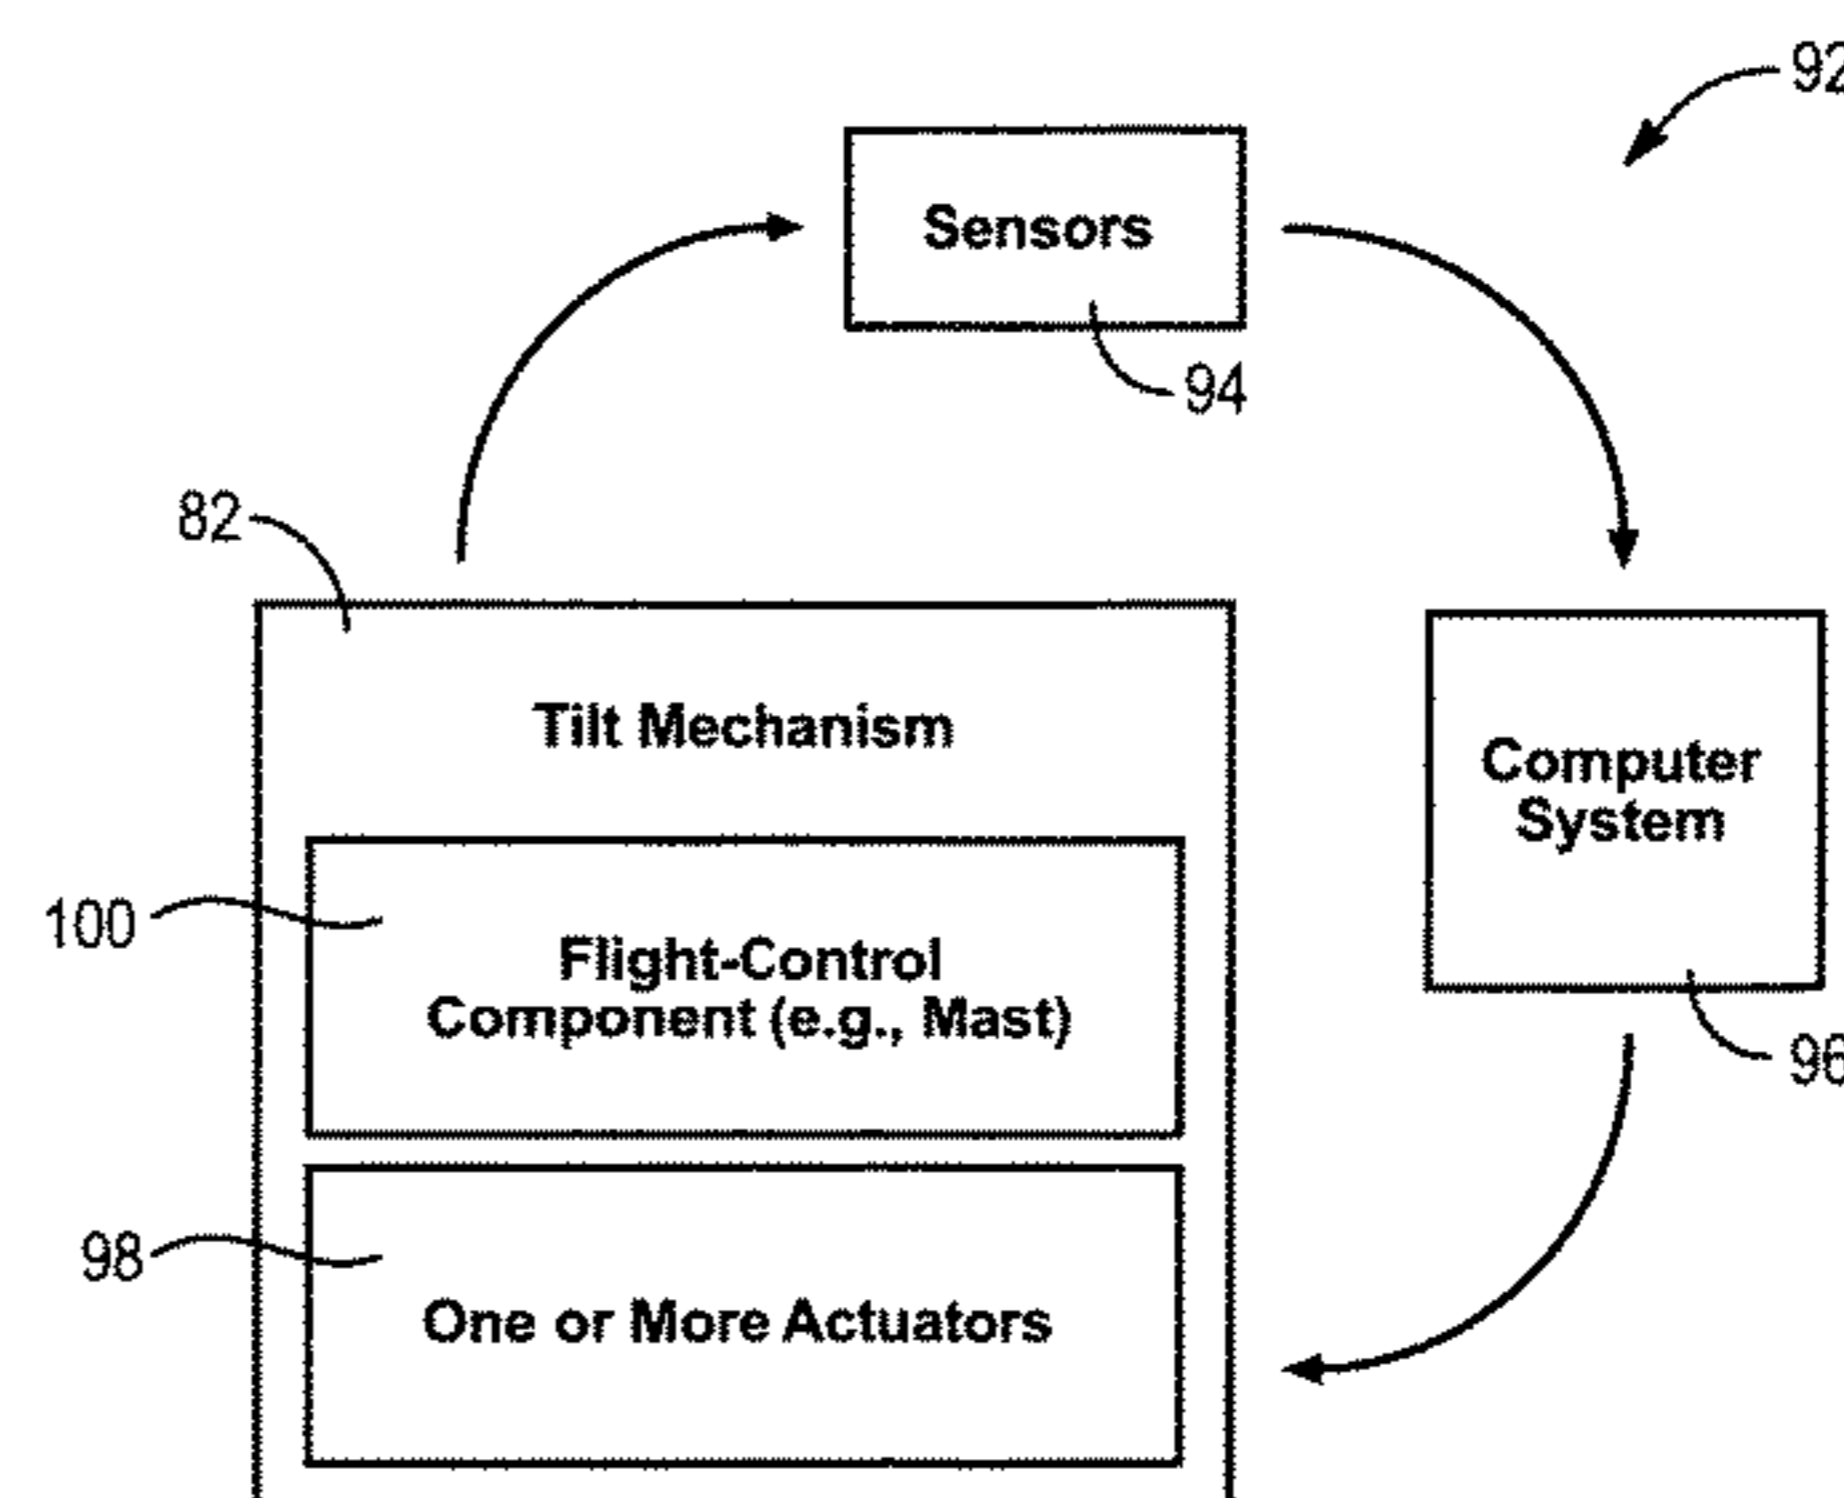 92
Sensors
94
82
Tilt Mechanism
Computer
System
100
Flight-Control
Component (e.g., Mast)
96
98
One or More Actuators